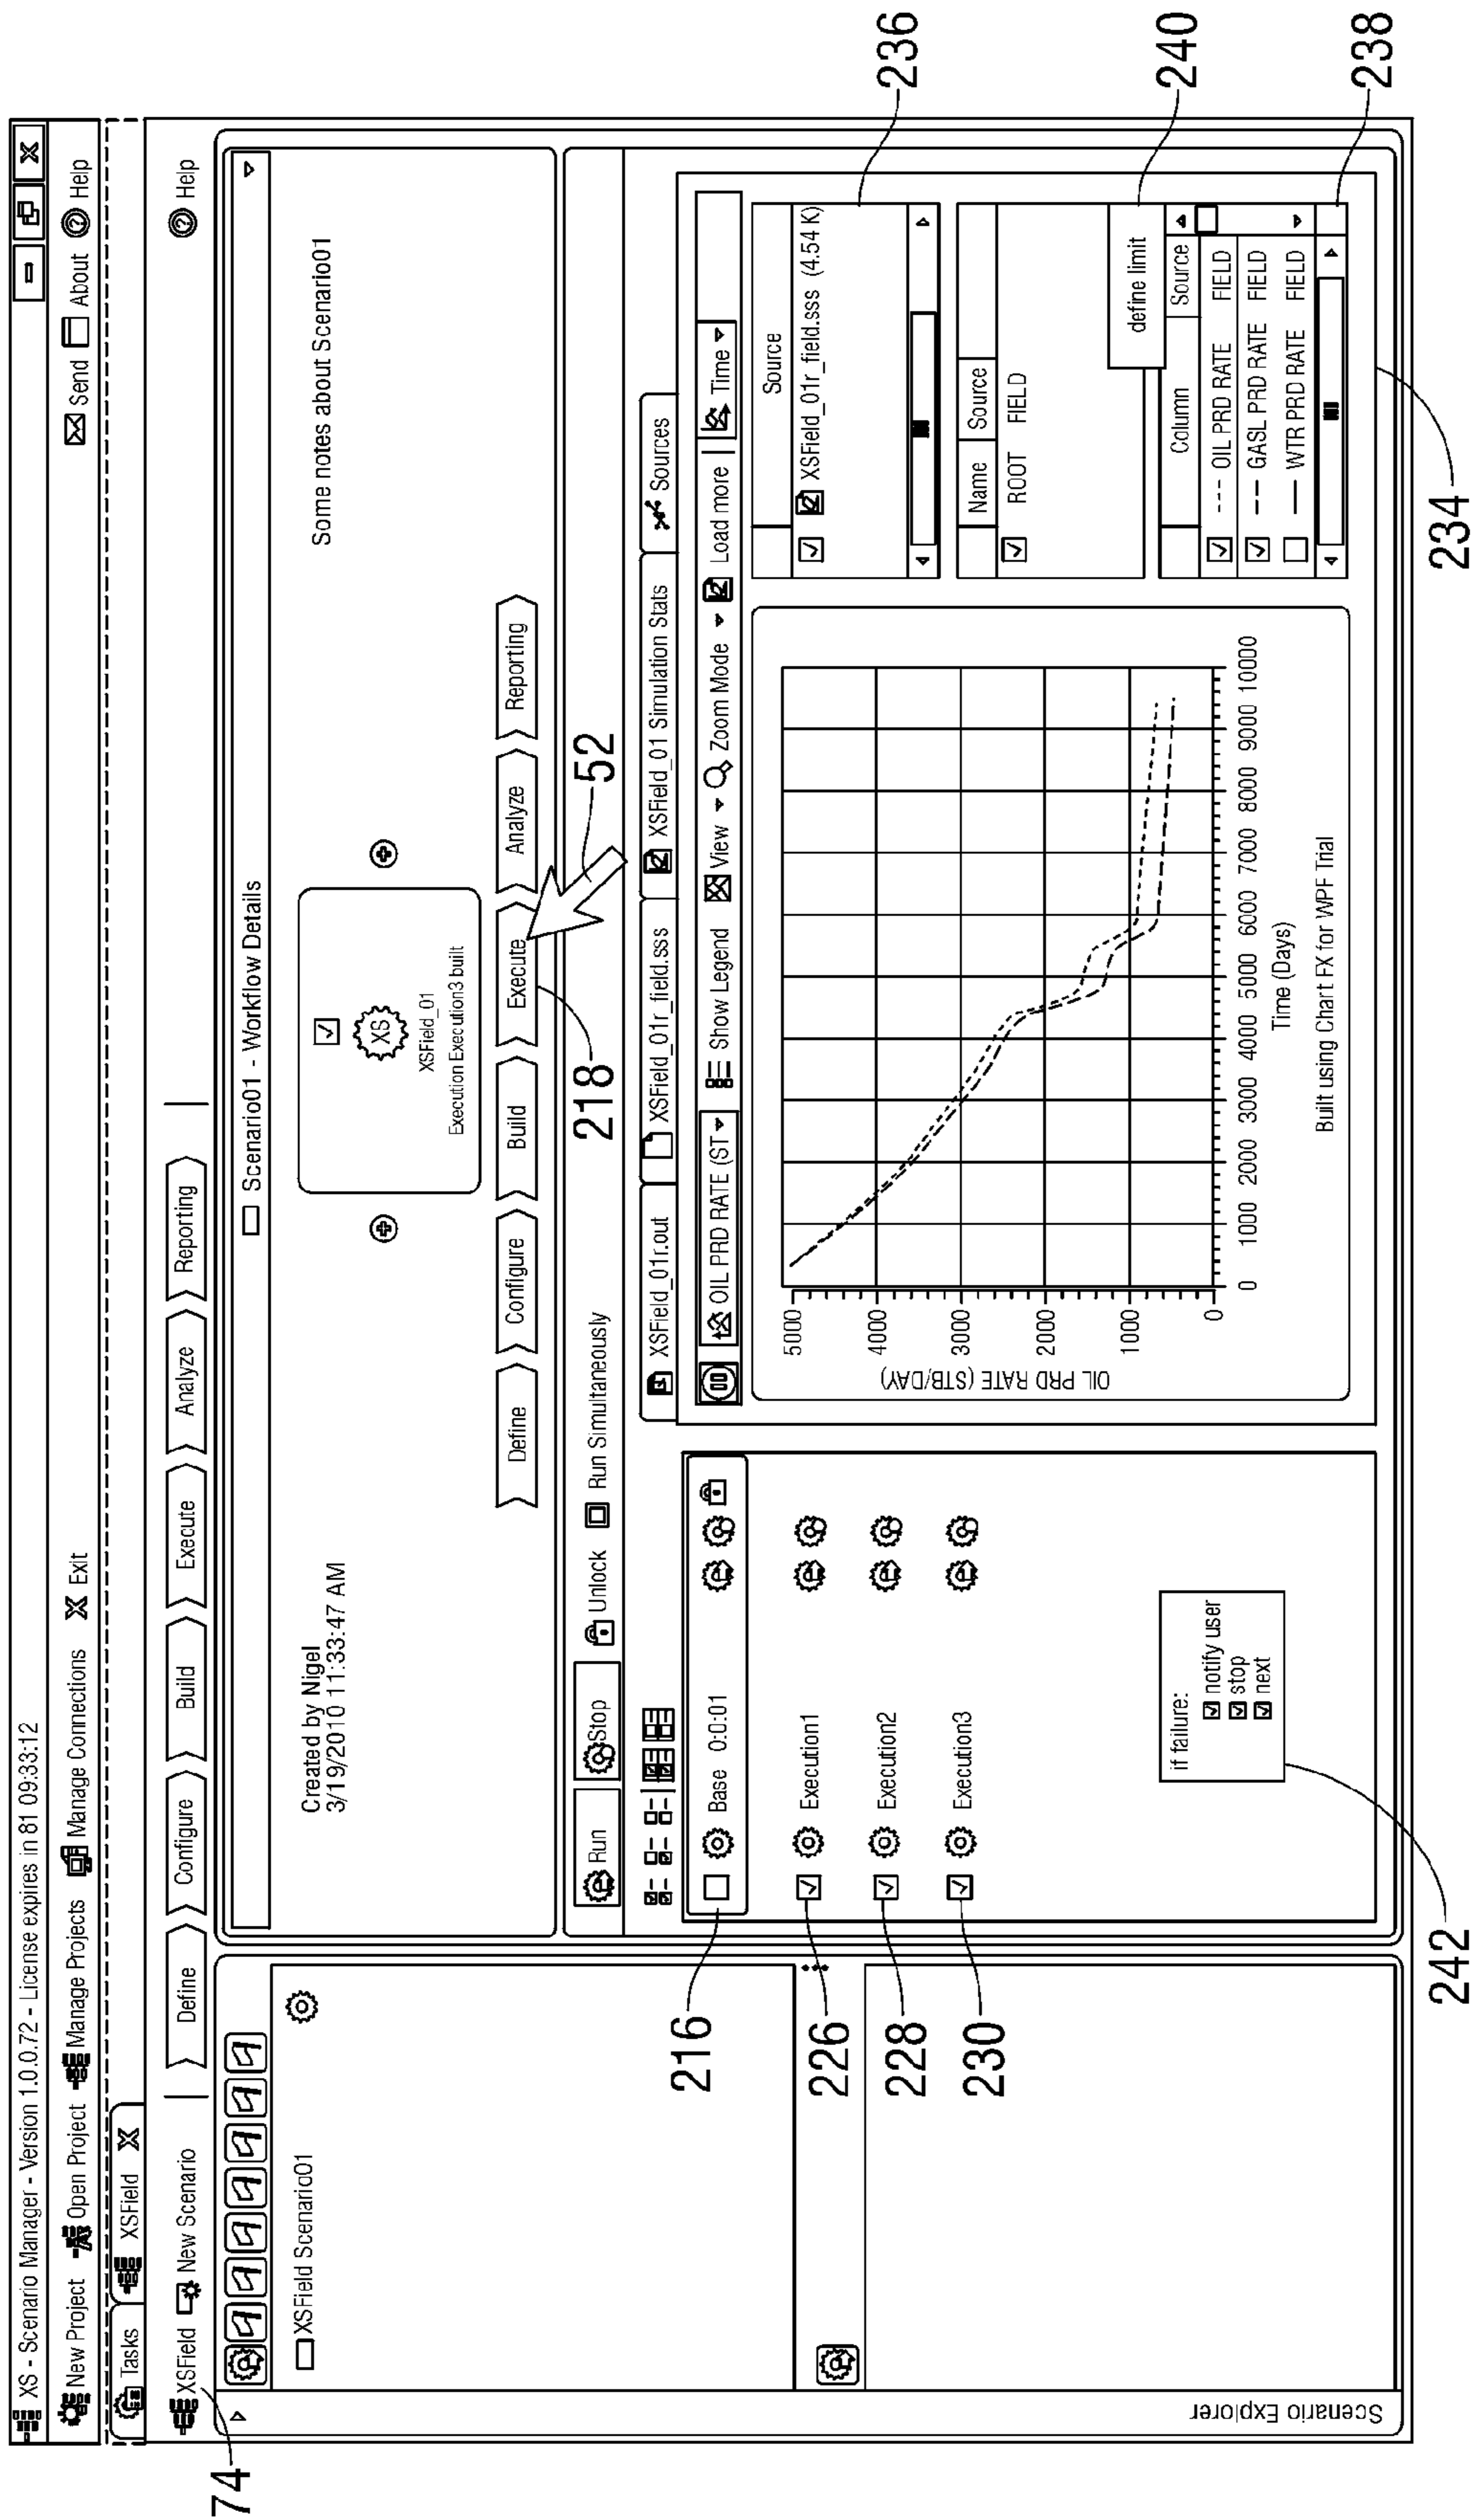 XS - Scenario Manager - Version 1.0.0.72 - License expires in 81 09:33:12
New Project Open Project Manage Projects Manage Connections X Exit Send About Help
Tasks XSField X
XSField New Scenario Define Configure Build Execute Analyze Reporting Help
74
Scenario Explorer
XSField Scenario01
Scenario01 - Workflow Details
Created by Nigel
3/19/2010 11:33:47 AM
Some notes about Scenario01
XS
XSField_01
Execution Execution3 built
Define Configure Build Execute Analyze Reporting
218
52
Run Stop Unlock Run Simultaneously
216
Base 0:0:01
226
Execution1
228
Execution2
230
Execution3
if failure:
notify user
stop
next
242
XSField_01r.out XSField_01r_field.sss XSField_01 Simulation Stats Sources
OIL PRD RATE (ST Show Legend View Zoom Mode Load more Time
OIL PRD RATE (STB/DAY)
5000
4000
3000
2000
1000
0
0 1000 2000 3000 4000 5000 6000 7000 8000 9000 10000
Time (Days)
Built using Chart FX for WPF Trial
Source
XSField_01r_field.sss (4.54 K)
236
Name Source
ROOT FIELD
define limit
240
Column Source
OIL PRD RATE FIELD
GASL PRD RATE FIELD
WTR PRD RATE FIELD
238
234